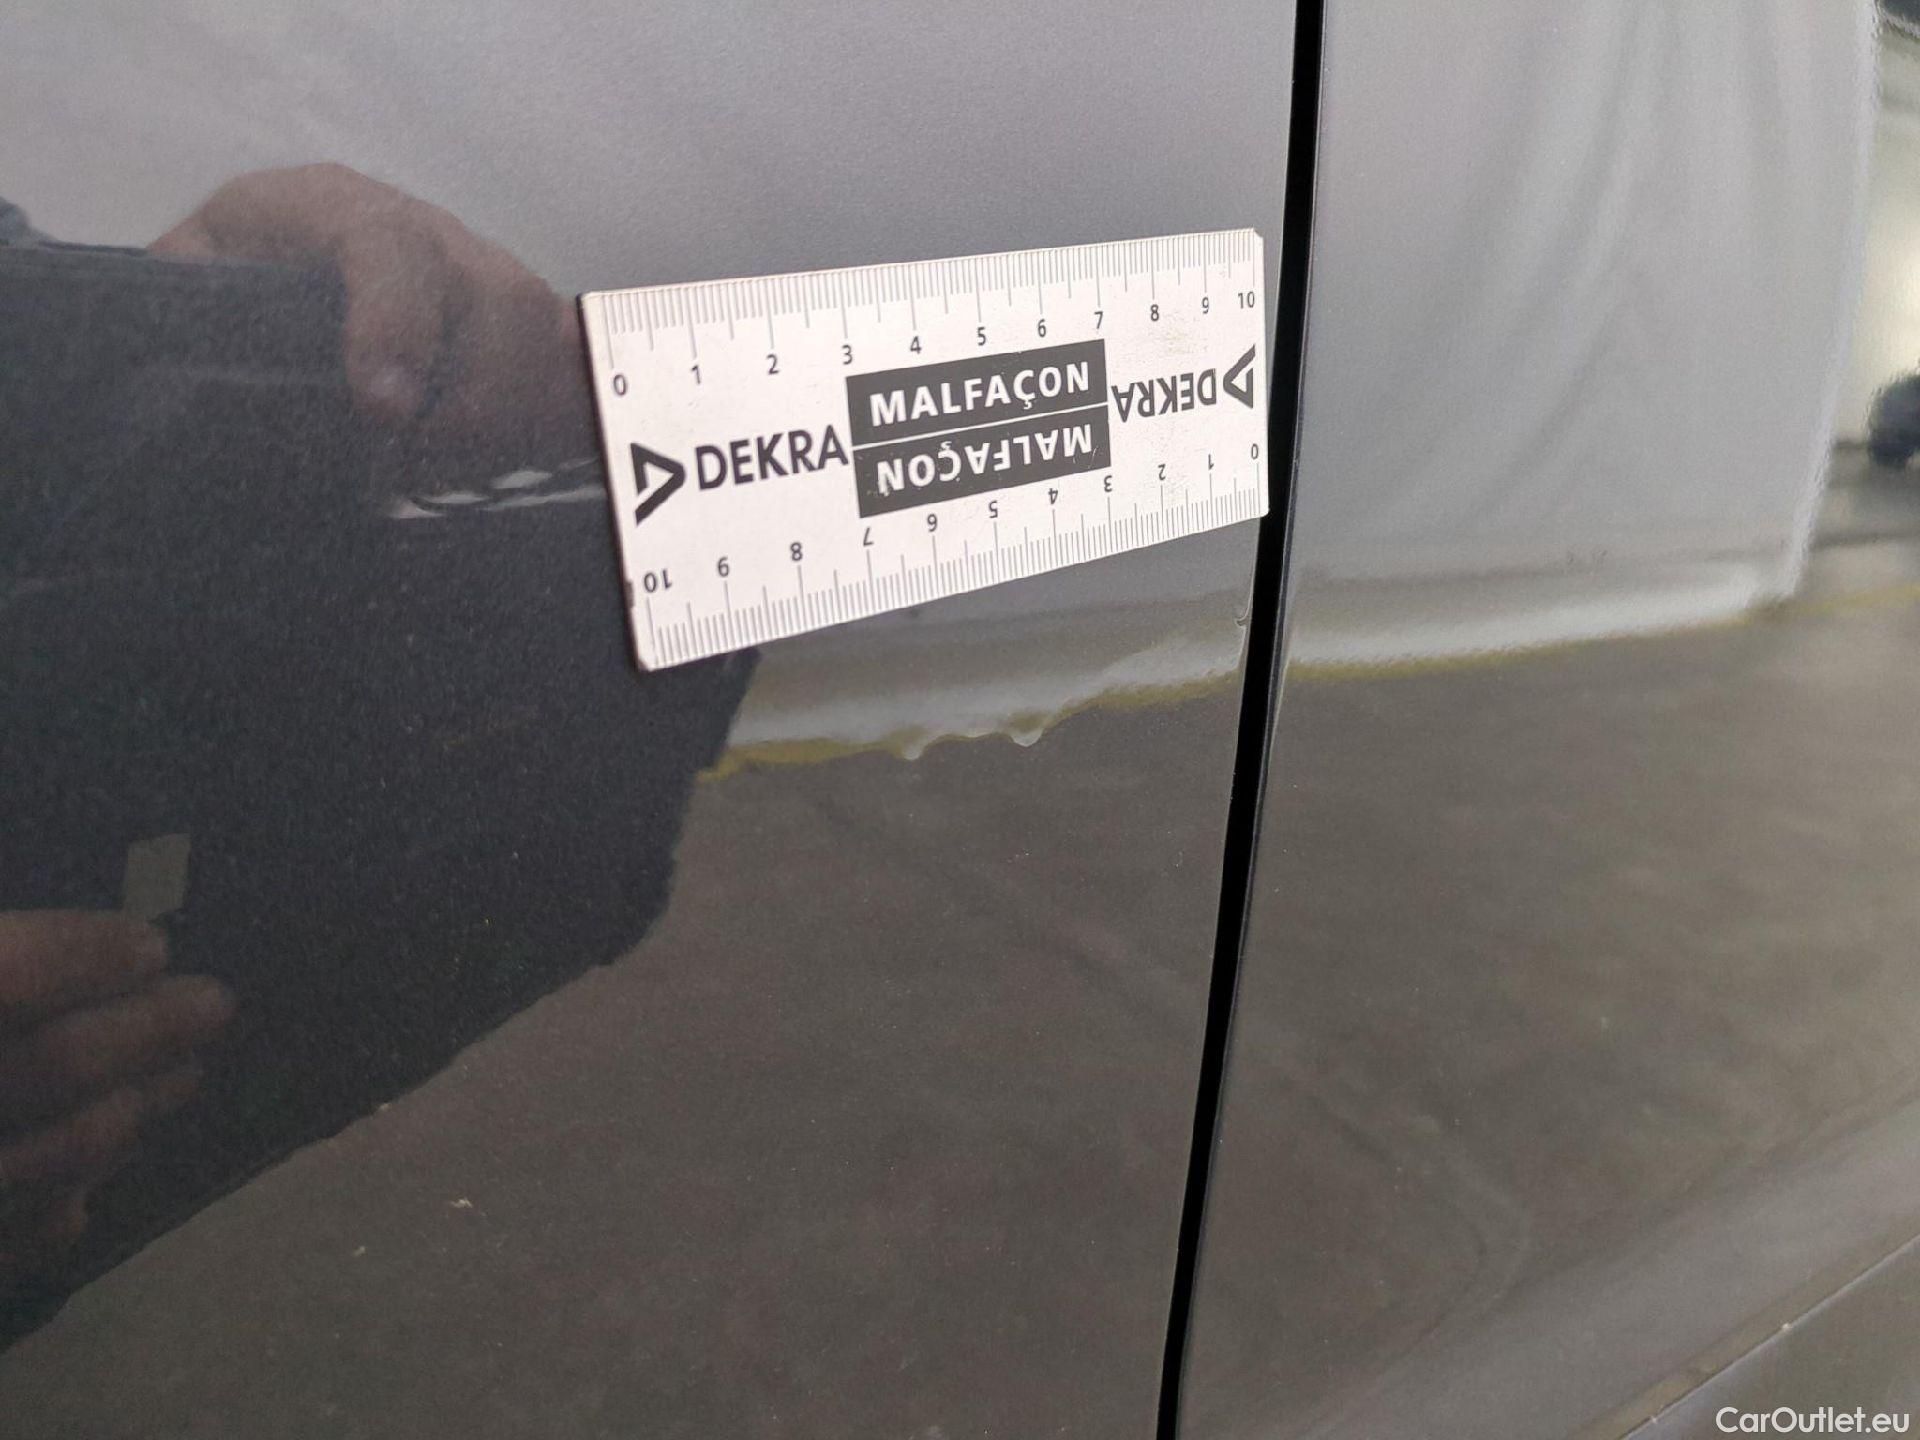 0 1 2 3 4 5 6 7 8 9 10
DEKRA MALFAÇON DEKRA
MALFAÇON
10 9 8 7 6 5 4 3 2 1 0
CarOutlet.eu